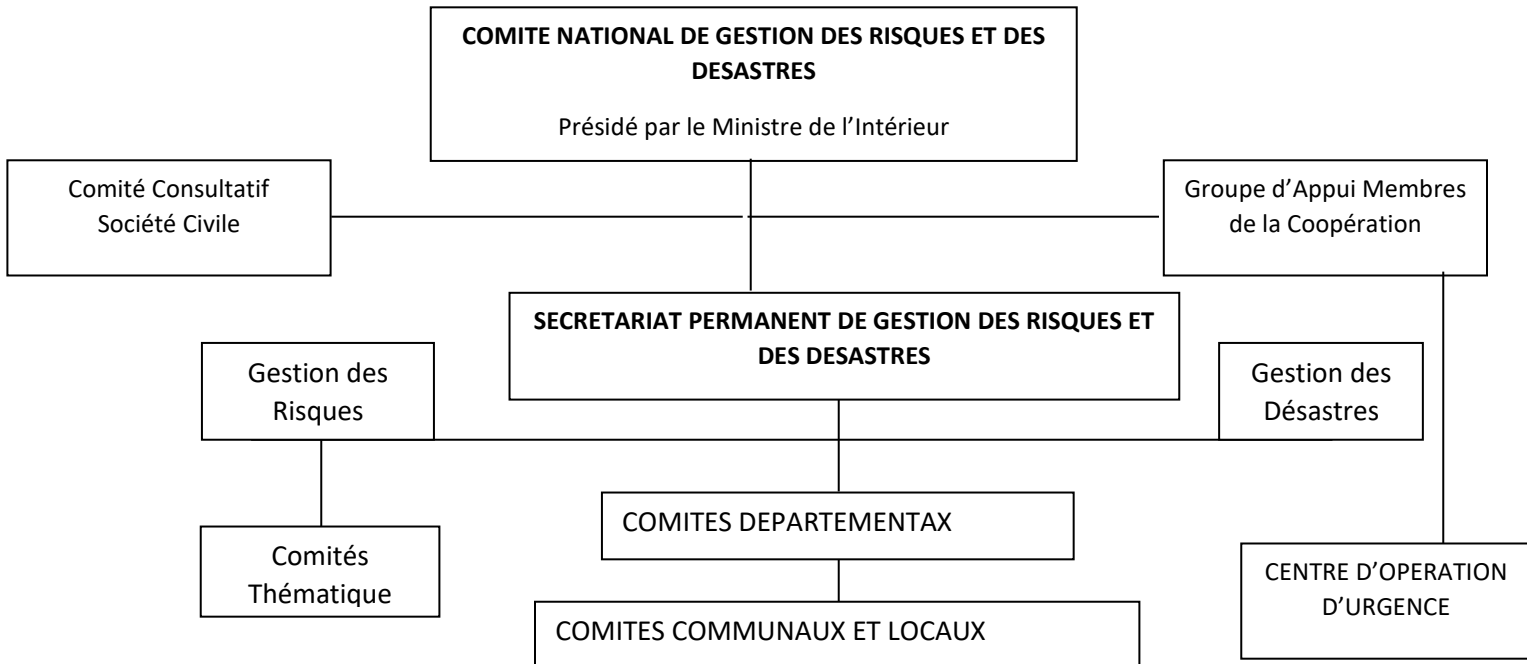 COMITE NATIONAL DE GESTION DES RISQUES ET DES
DESASTRES
Présidé par le Ministre de l’Intérieur
Comité Consultatif
Société Civile
Groupe d’Appui Membres
de la Coopération
SECRETARIAT PERMANENT DE GESTION DES RISQUES ET
DES DESASTRES
Gestion des
Risques
Gestion des
Désastres
COMITES DEPARTEMENTAX
Comités
Thématique
CENTRE D’OPERATION
D’URGENCE
COMITES COMMUNAUX ET LOCAUX